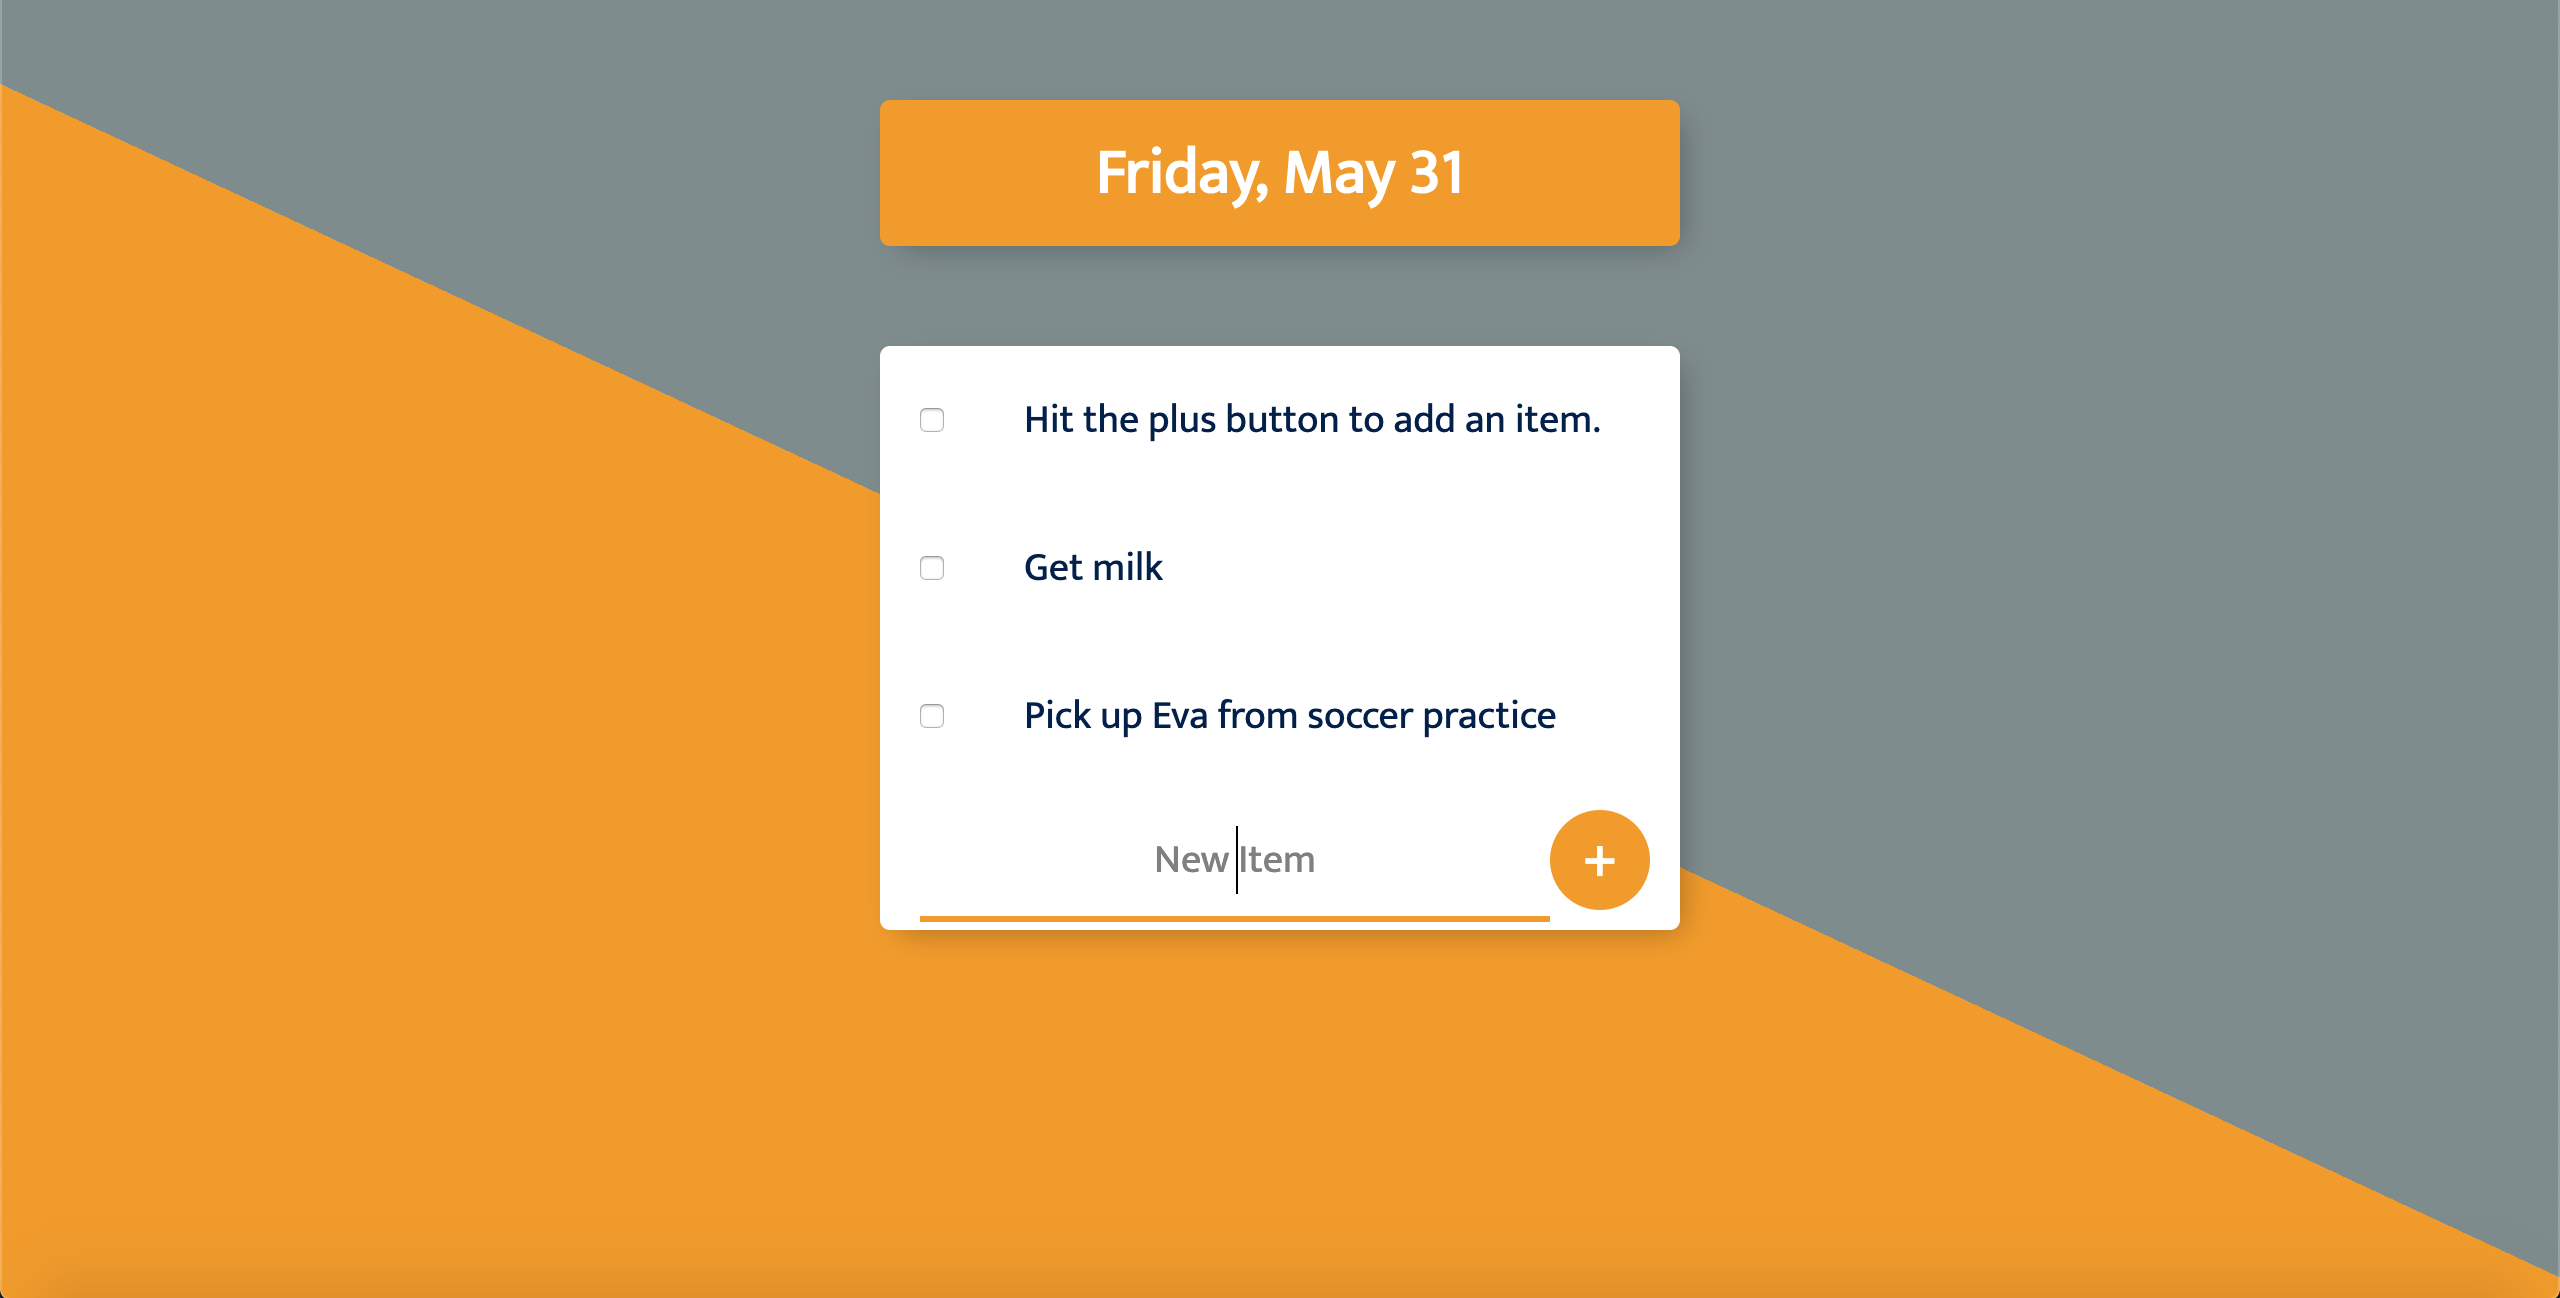 Friday, May 31
Hit the plus button to add an item.
Get milk
Pick up Eva from soccer practice
New Item
+